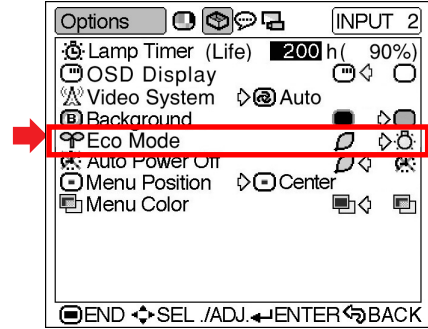 Options INPUT 2
Lamp Timer (Life) 200 h( 90%)
OSD Display
Video System Auto
B Background
Eco Mode
Auto Power Off
Menu Position Center
Menu Color
END SEL ./ADJ. ENTER BACK